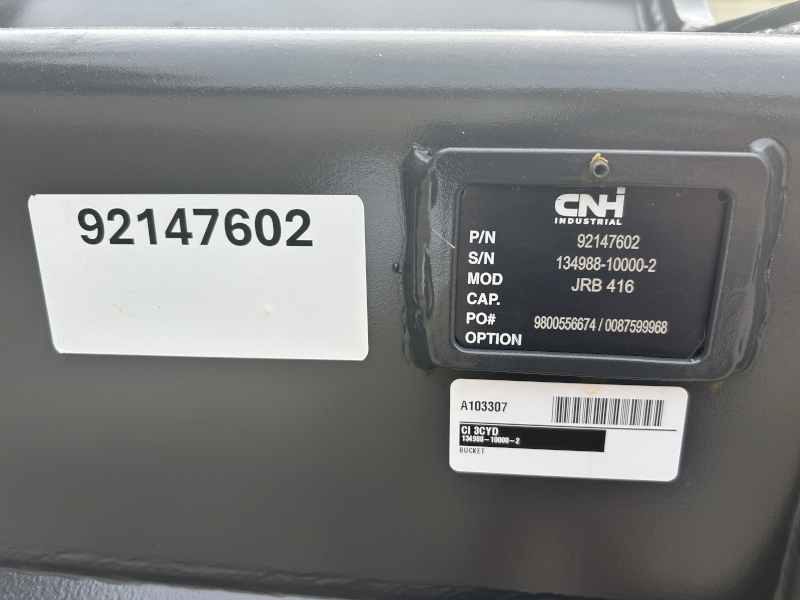 92147602
CNH
INDUSTRIAL
P/N 92147602
S/N 134988-10000-2
MOD JRB 416
CAP.
PO# 9800556674 / 0087599968
OPTION
A103307
CI 3CYD
134988-10000-2
BUCKET